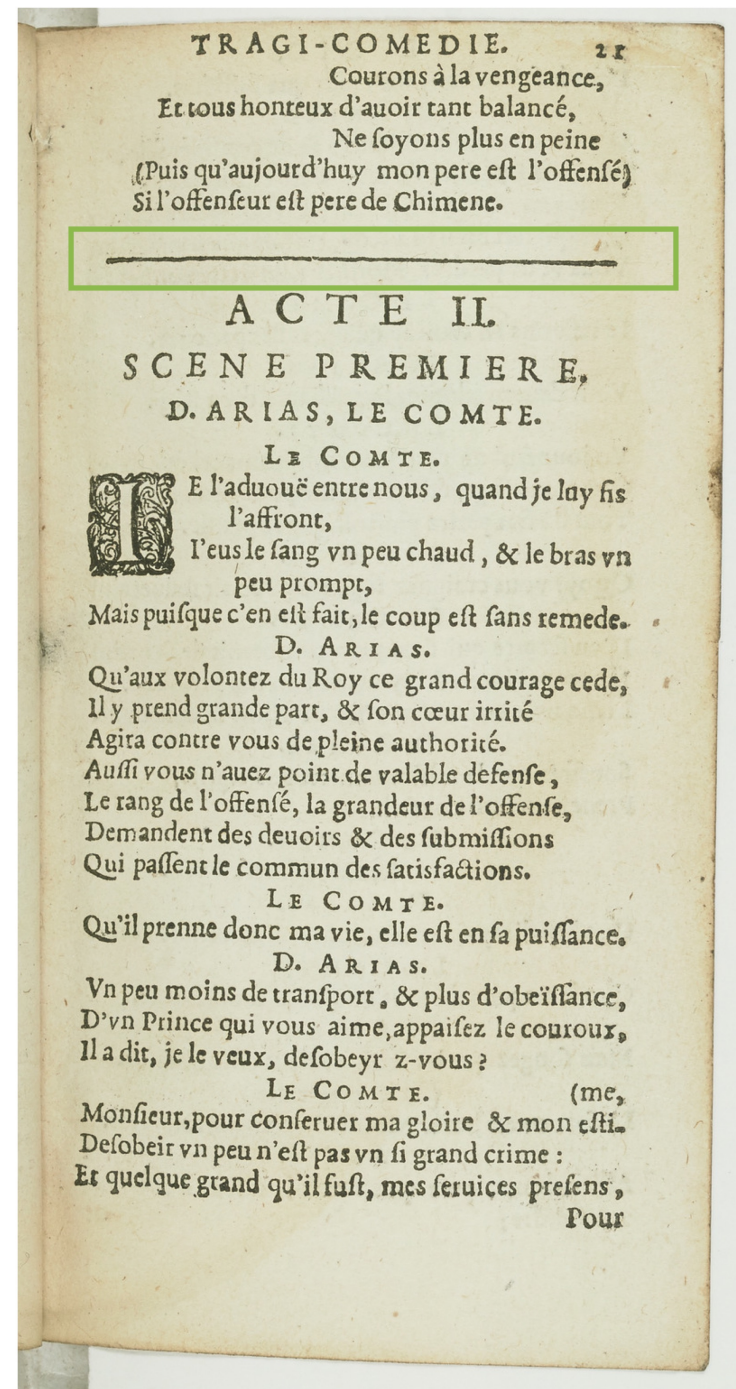 TRAGI-COMEDIE. 21
Courons à la vengeance,
Et tous honteux d'auoir tant balancé,
Ne ſoyons plus en peine
(Puis qu'aujourd'huy mon pere eſt l'offenſé)
Si l'offenſeur eſt pere de Chimene.
ACTE II.
SCENE PREMIERE.
D. ARIAS, LE COMTE.
LE COMTE.
IE l'aduouë entre nous, quand je luy fis
l'affront,
I'eus le ſang vn peu chaud, & le bras vn
peu prompt,
Mais puiſque c'en eſt fait, le coup eſt ſans remede.
D. ARIAS.
Qu'aux volontez du Roy ce grand courage cede,
Il y prend grande part, & ſon cœur irrité
Agira contre vous de pleine authorité.
Auſſi vous n'auez point de valable defenſe,
Le rang de l'offenſé, la grandeur de l'offenſe,
Demandent des deuoirs & des ſubmiſſions
Qui paſſent le commun des ſatisfactions.
LE COMTE.
Qu'il prenne donc ma vie, elle eſt en ſa puiſſance.
D. ARIAS.
Vn peu moins de tranſport, & plus d'obeïſſance,
D'vn Prince qui vous aime, appaiſez le couroux,
Il a dit, je le veux, deſobeyr z-vous?
LE COMTE. (me,
Monſieur, pour conſeruer ma gloire & mon eſti-
Deſobeir vn peu n'eſt pas vn ſi grand crime :
Et quelque grand qu'il fuſt, mes ſeruices preſens,
Pour